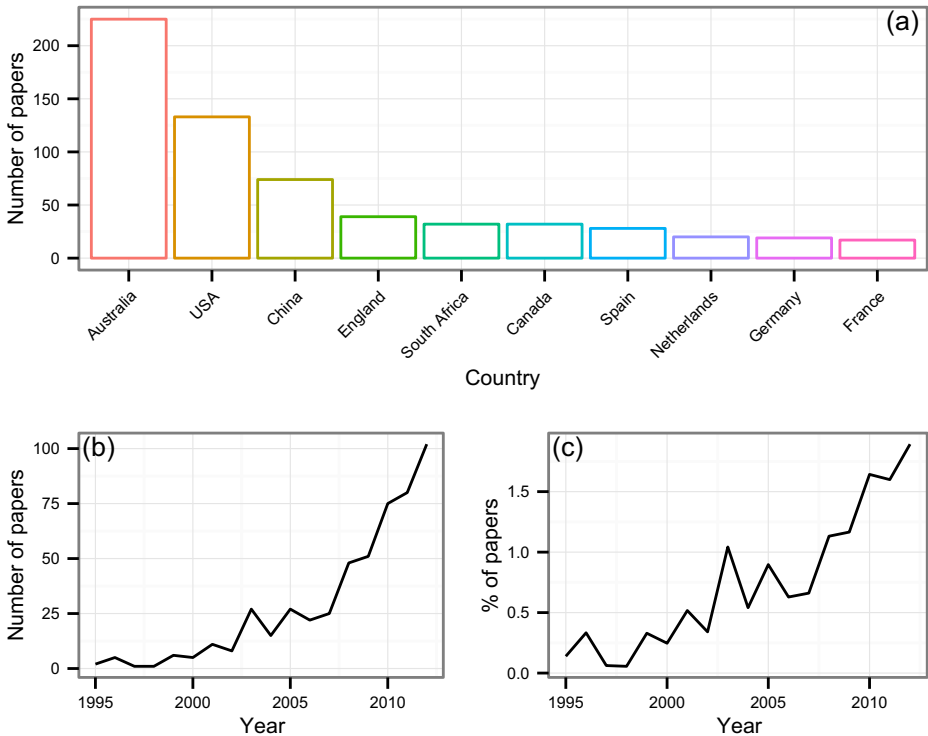 (a)
Number of papers
200
150
100
50
0
Australia
USA
China
England
South Africa
Canada
Spain
Netherlands
Germany
France
Country
(b)
Number of papers
100
75
50
25
0
1995
2000
2005
2010
Year
(c)
% of papers
1.5
1.0
0.5
0.0
1995
2000
2005
2010
Year